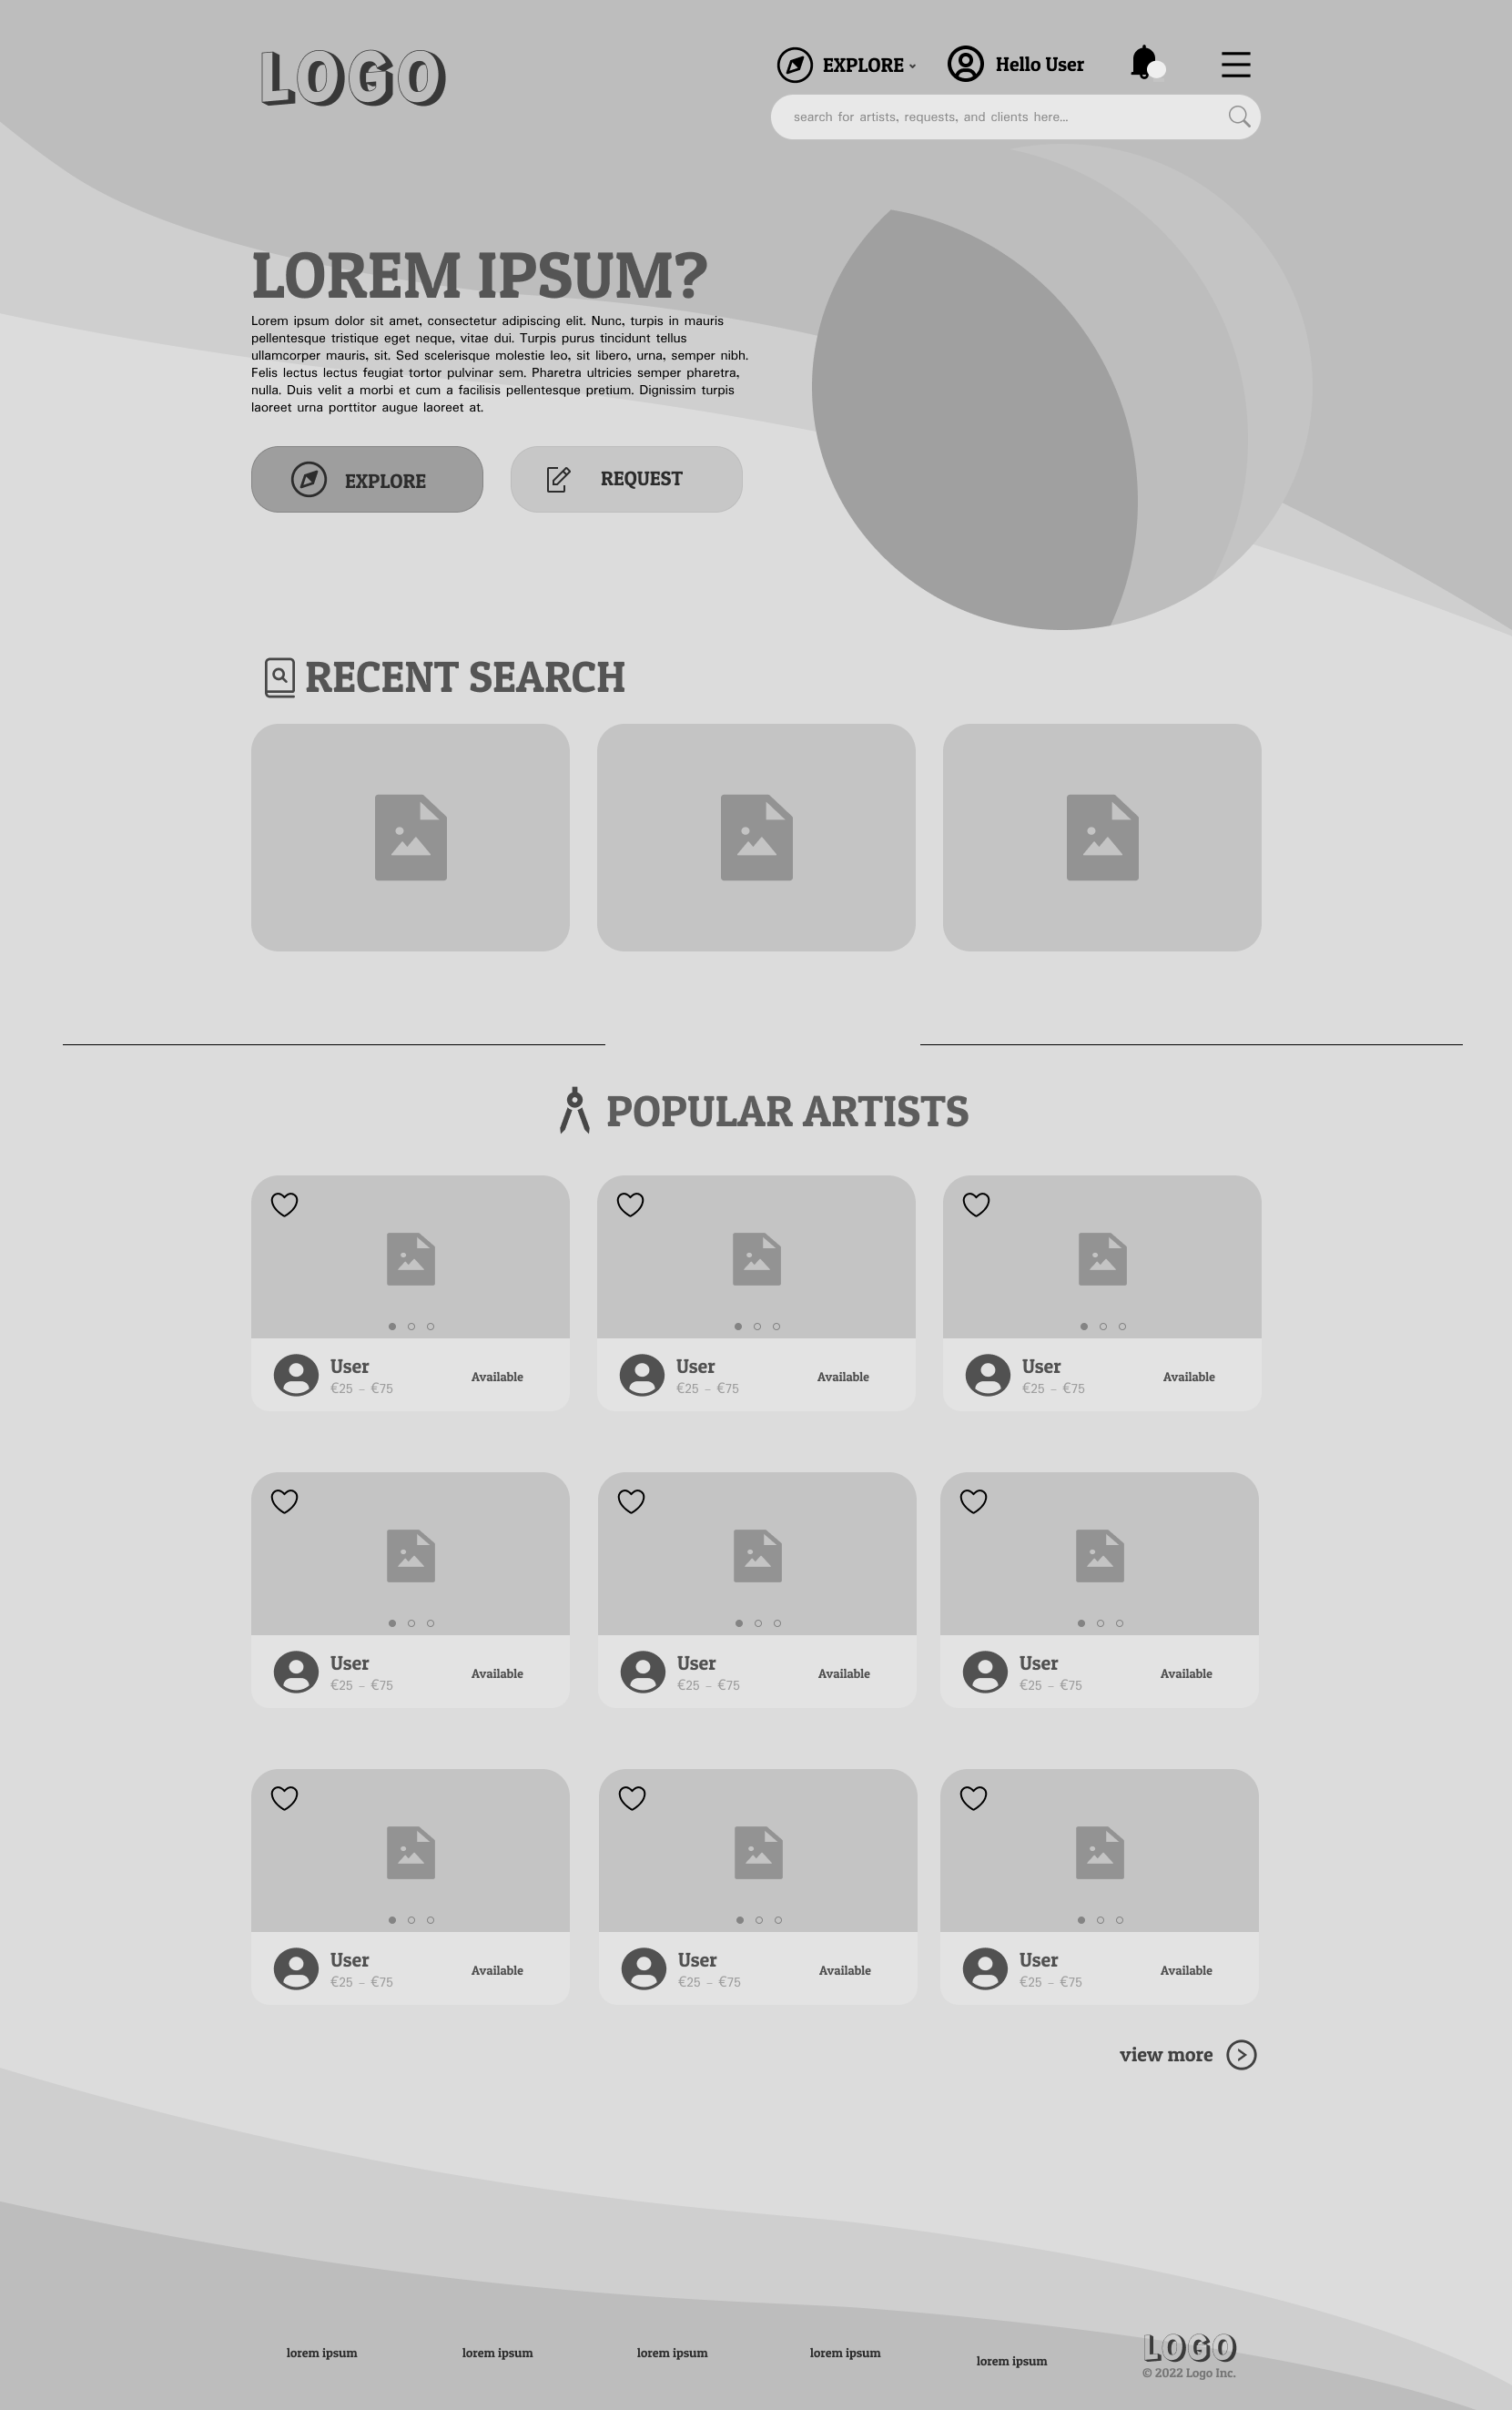 LOGO
EXPLORE
Hello User
search for artists, requests, and clients here...
LOREM IPSUM?
Lorem ipsum dolor sit amet, consectetur adipiscing elit. Nunc, turpis in mauris
pellentesque tristique eget neque, vitae dui. Turpis purus tincidunt tellus
ullamcorper mauris, sit. Sed scelerisque molestie leo, sit libero, urna, semper nibh.
Felis lectus lectus feugiat tortor pulvinar sem. Pharetra ultricies semper pharetra,
nulla. Duis velit a morbi et cum a facilisis pellentesque pretium. Dignissim turpis
laoreet urna porttitor augue laoreet at.
EXPLORE
REQUEST
RECENT SEARCH
POPULAR ARTISTS
User
€25 - €75
Available
User
€25 - €75
Available
User
€25 - €75
Available
User
€25 - €75
Available
User
€25 - €75
Available
User
€25 - €75
Available
User
€25 - €75
Available
User
€25 - €75
Available
User
€25 - €75
Available
view more
lorem ipsum
lorem ipsum
lorem ipsum
lorem ipsum
lorem ipsum
LOGO
© 2022 Logo Inc.